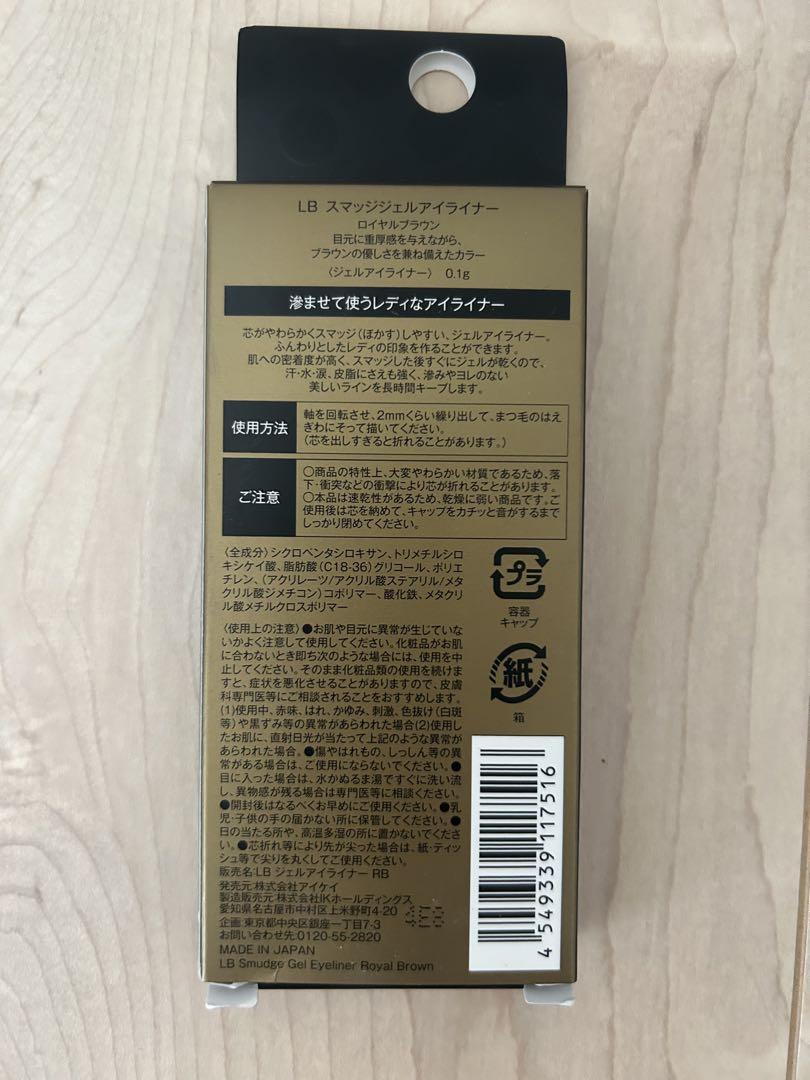 LB スマッジジェルアイライナー
ロイヤルブラウン
目元に重厚感を与えながら、
ブラウンの優しさを兼ね備えたカラー
〈ジェルアイライナー〉 0.1g
滲ませて使うレディなアイライナー
芯がやわらかくスマッジ(ぼかす)しやすい、ジェルアイライナー。
ふんわりとしたレディの印象を作ることができます。
肌への密着度が高く、スマッジした後すぐにジェルが乾くので、
汗・水・涙、皮脂にさえも強く、滲みやヨレのない
美しいラインを長時間キープします。
使用方法
軸を回転させ、2mmくらい繰り出して、まつ毛のはえ
ぎわにそって描いてください。
(芯を出しすぎると折れることがあります。)
ご注意
○商品の特性上、大変やわらかい材質であるため、落
下・衝突などの衝撃により芯が折れることがあります。
○本品は速乾性があるため、乾燥に弱い商品です。ご
使用後は芯を納めて、キャップをカチッと音がするまで
しっかり閉めてください。
〈全成分〉シクロペンタシロキサン、トリメチルシロ
キシケイ酸、脂肪酸(C18-36)グリコール、ポリエ
チレン、(アクリレーツ/アクリル酸ステアリル/メタ
クリル酸ジメチコン)コポリマー、酸化鉄、メタクリ
ル酸メチルクロスポリマー
プラ
容器
キャップ
紙
箱
〈使用上の注意〉●お肌や目元に異常が生じていな
いかよく注意して使用してください。化粧品がお肌
に合わないとき即ち次のような場合には、使用を中
止してください。そのまま化粧品類の使用を続けま
すと、症状を悪化させることがありますので、皮膚
科専門医等にご相談されることをおすすめします。
(1)使用中、赤味、はれ、かゆみ、刺激、色抜け(白斑
等)や黒ずみ等の異常があらわれた場合(2)使用し
たお肌に、直射日光が当たって上記のような異常が
あらわれた場合。●傷やはれもの、しっしん等の異
常がある場合は、ご使用にならないでください。●
目に入った場合は、水かぬるま湯ですぐに洗い流
し、異物感が残る場合は専門医等に相談ください。
●開封後はなるべくお早めにご使用ください。●乳
児・子供の手の届かない所に保管してください。●
日の当たる所や、高温多湿の所に置かないでくださ
い。●芯折れ等により先が尖った場合は、紙・ティッ
シュ等で尖りを丸くしてご使用ください。
販売名:LB ジェルアイライナー RB
発売元:株式会社アイケイ
製造販売元:株式会社IKホールディングス
愛知県名古屋市中村区上米野町4-20
企画:東京都中央区銀座一丁目7-3
お問い合わせ先:0120-55-2820
MADE IN JAPAN
LB Smudge Gel Eyeliner Royal Brown
4E8
4 549339 117516